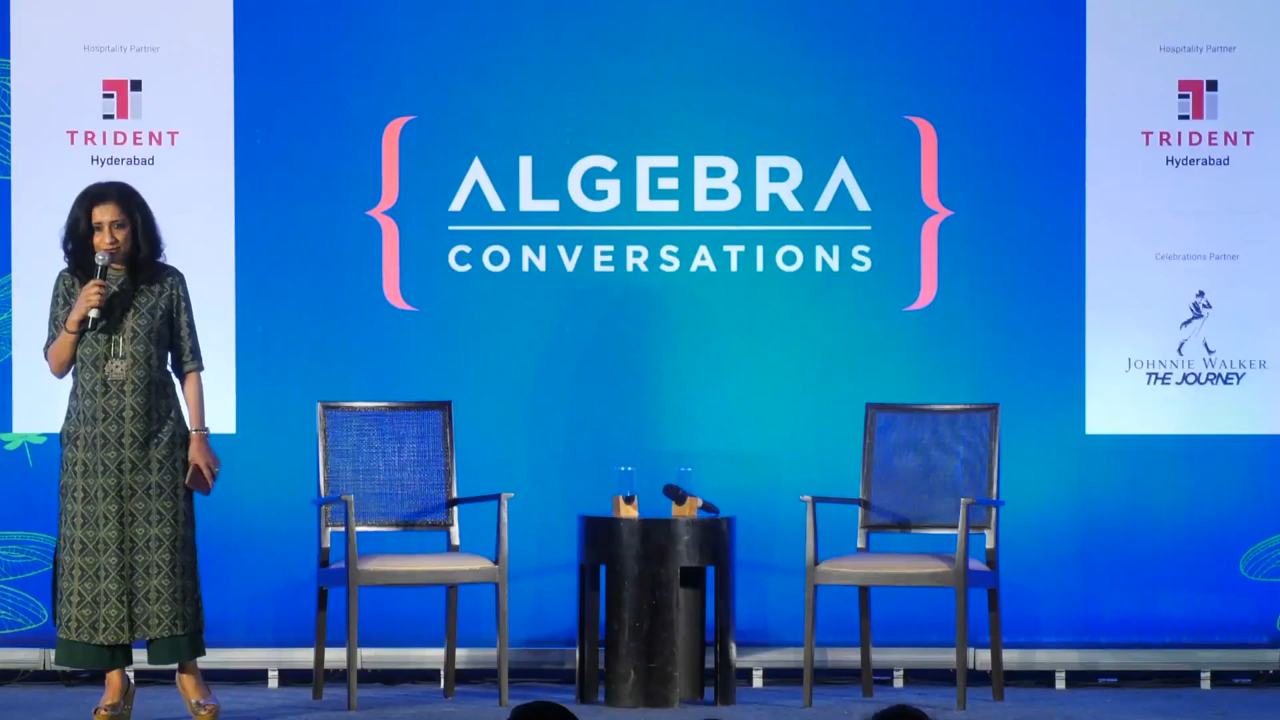 Hospitality Partner
TRIDENT
Hyderabad
ALGEBRA
CONVERSATIONS
Hospitality Partner
TRIDENT
Hyderabad
Celebrations Partner
JOHNNIE WALKER
THE JOURNEY